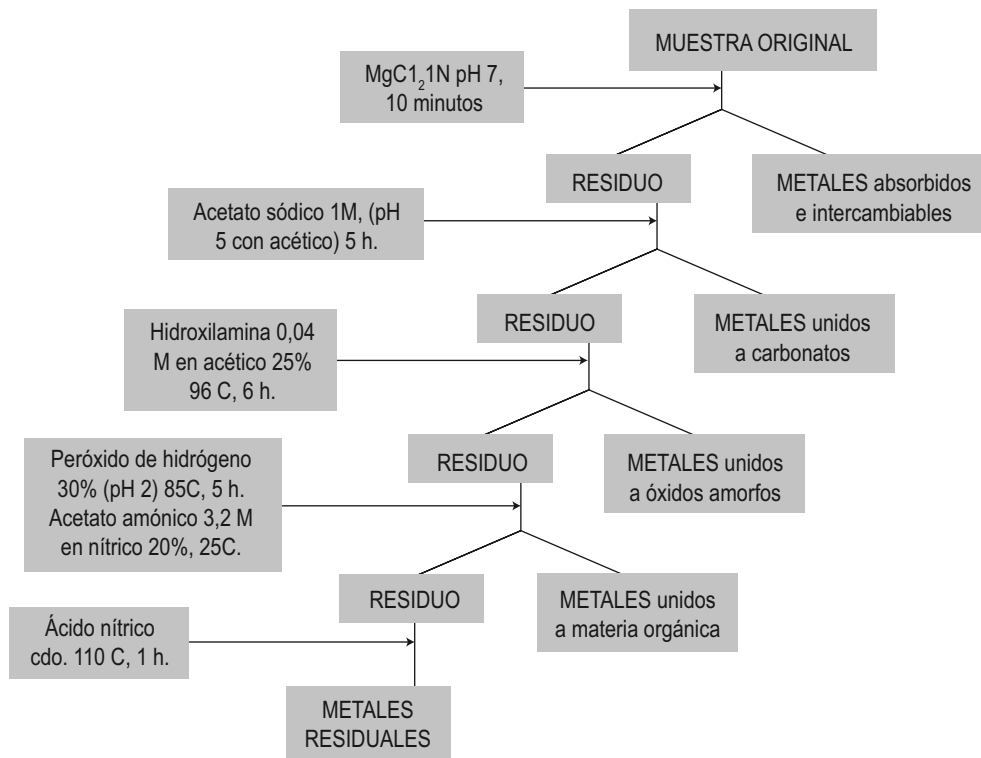 MUESTRA ORIGINAL
MgC1₂1N pH 7,
10 minutos
RESIDUO
METALES absorbidos
e intercambiables
Acetato sódico 1M, (pH
5 con acético) 5 h.
RESIDUO
METALES unidos
a carbonatos
Hidroxilamina 0,04
M en acético 25%
96 C, 6 h.
RESIDUO
METALES unidos
a óxidos amorfos
Peróxido de hidrógeno
30% (pH 2) 85C, 5 h.
Acetato amónico 3,2 M
en nítrico 20%, 25C.
RESIDUO
METALES unidos
a materia orgánica
Ácido nítrico
cdo. 110 C, 1 h.
METALES
RESIDUALES